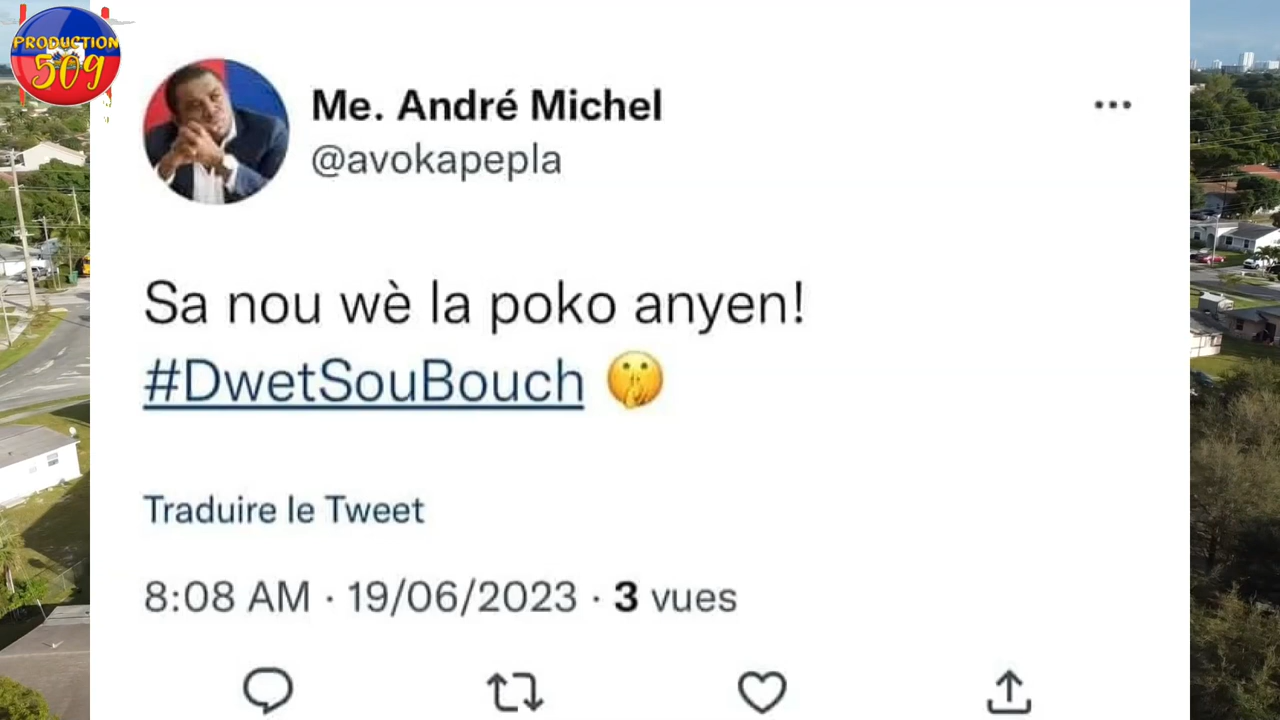 PRODUCTION
509
Me. André Michel
@avokapepla
Sa nou wè la poko anyen!
#DwetSouBouch 🤫
Traduire le Tweet
8:08 AM · 19/06/2023 · 3 vues